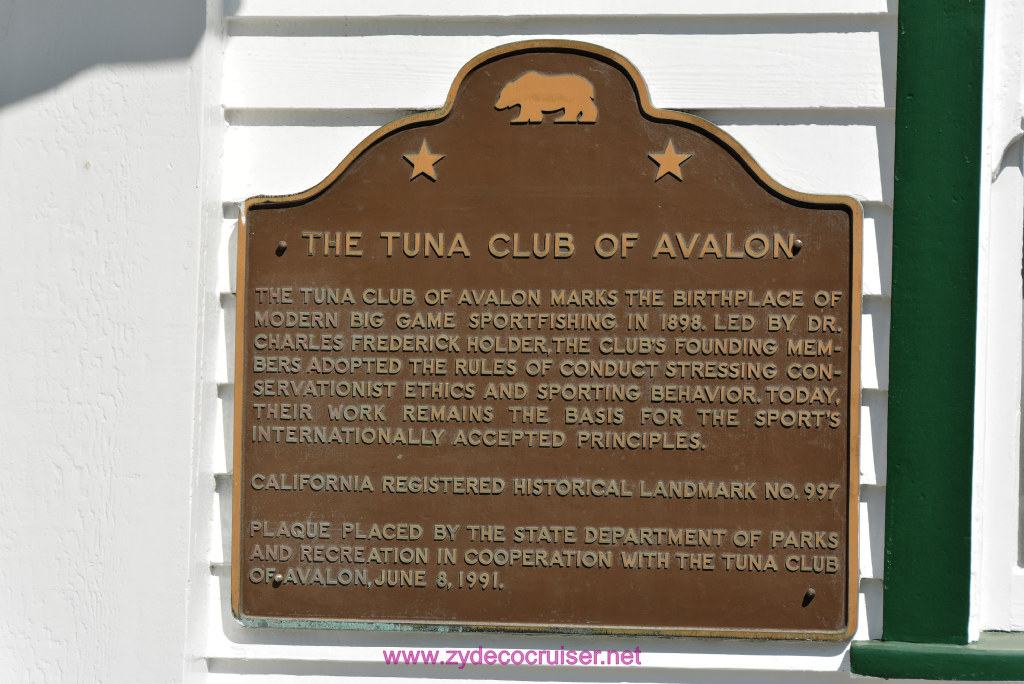 THE TUNA CLUB OF AVALON
THE TUNA CLUB OF AVALON MARKS THE BIRTHPLACE OF
MODERN BIG GAME SPORTFISHING IN 1898. LED BY DR.
CHARLES FREDERICK HOLDER, THE CLUB'S FOUNDING MEM-
BERS ADOPTED THE RULES OF CONDUCT STRESSING CON-
SERVATIONIST ETHICS AND SPORTING BEHAVIOR. TODAY,
THEIR WORK REMAINS THE BASIS FOR THE SPORT'S
INTERNATIONALLY ACCEPTED PRINCIPLES.
CALIFORNIA REGISTERED HISTORICAL LANDMARK NO. 997
PLAQUE PLACED BY THE STATE DEPARTMENT OF PARKS
AND RECREATION IN COOPERATION WITH THE TUNA CLUB
OF AVALON, JUNE 8, 1991.
www.zydecocruiser.net